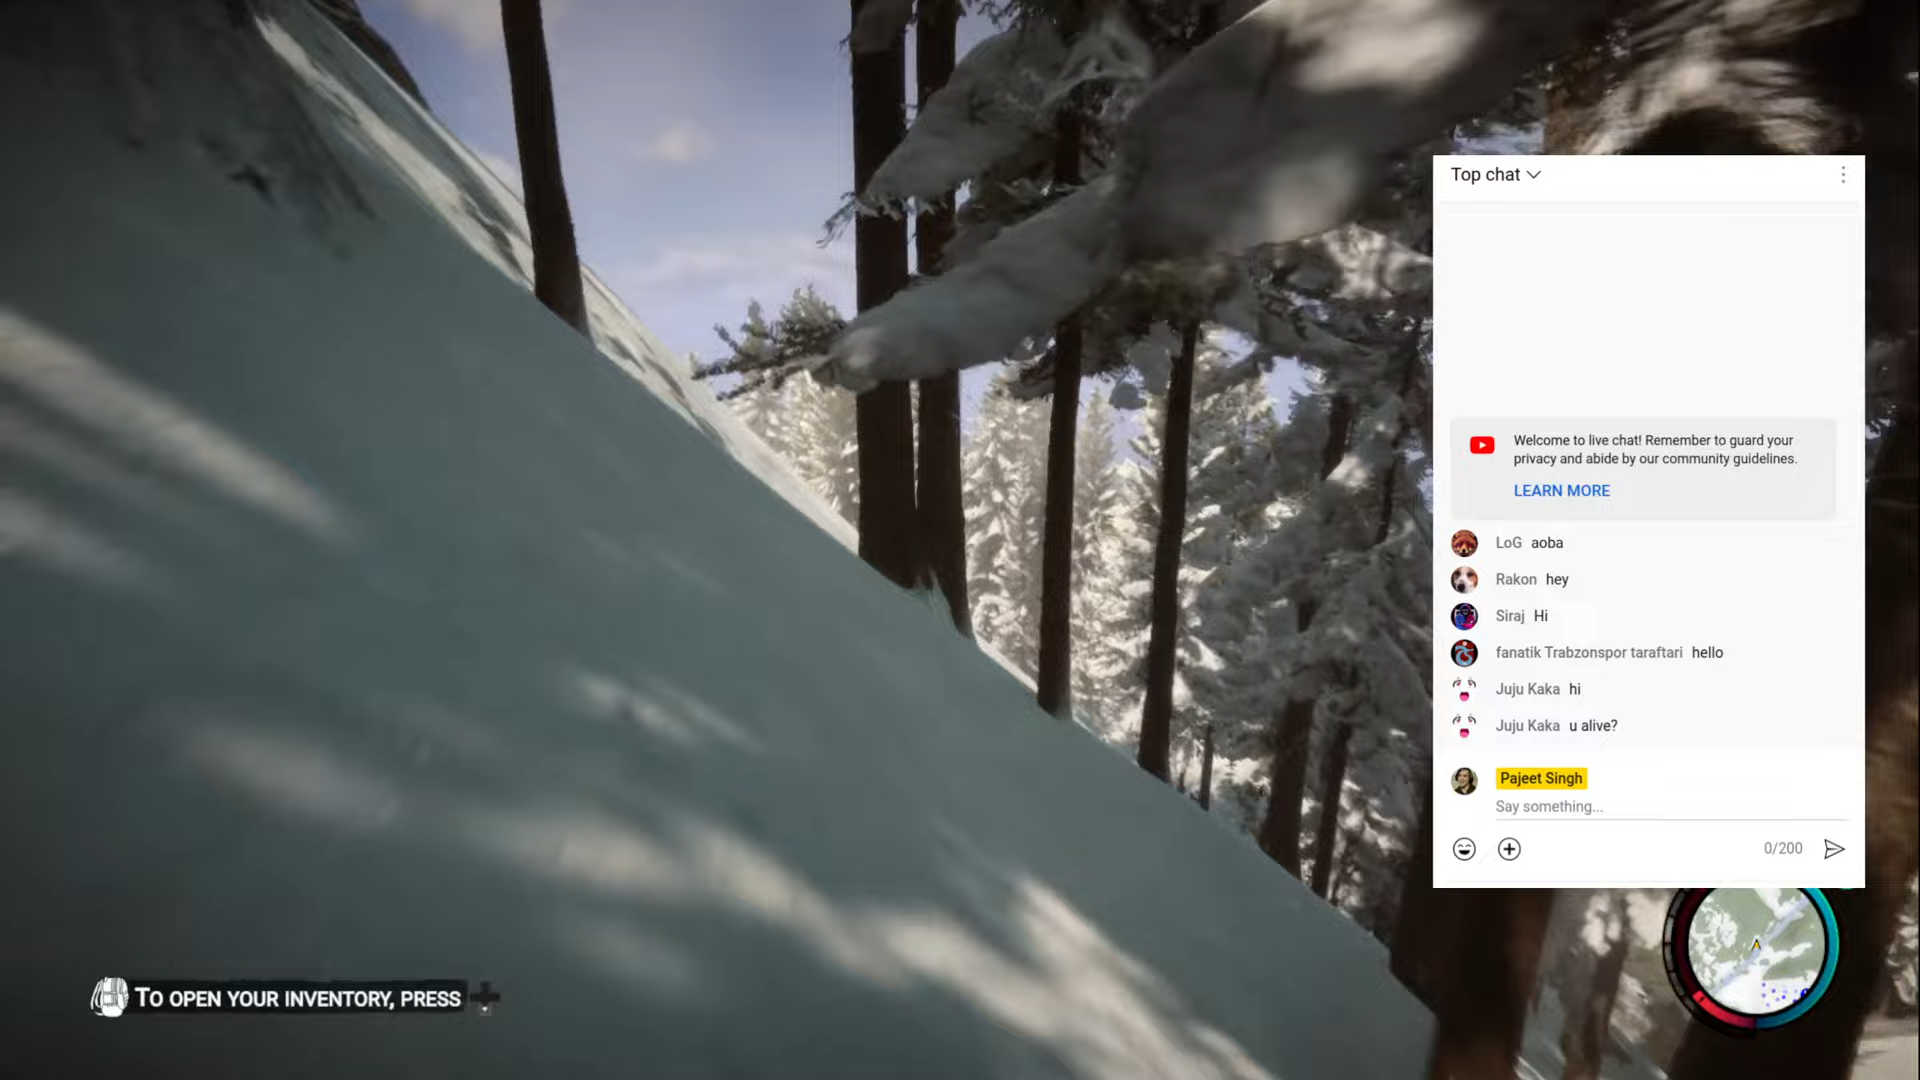 Top chat
Welcome to live chat! Remember to guard your
privacy and abide by our community guidelines.
LEARN MORE
LoG aoba
Rakon hey
Siraj Hi
fanatik Trabzonspor taraftari hello
Juju Kaka hi
Juju Kaka u alive?
Pajeet Singh
Say something...
0/200
TO OPEN YOUR INVENTORY, PRESS